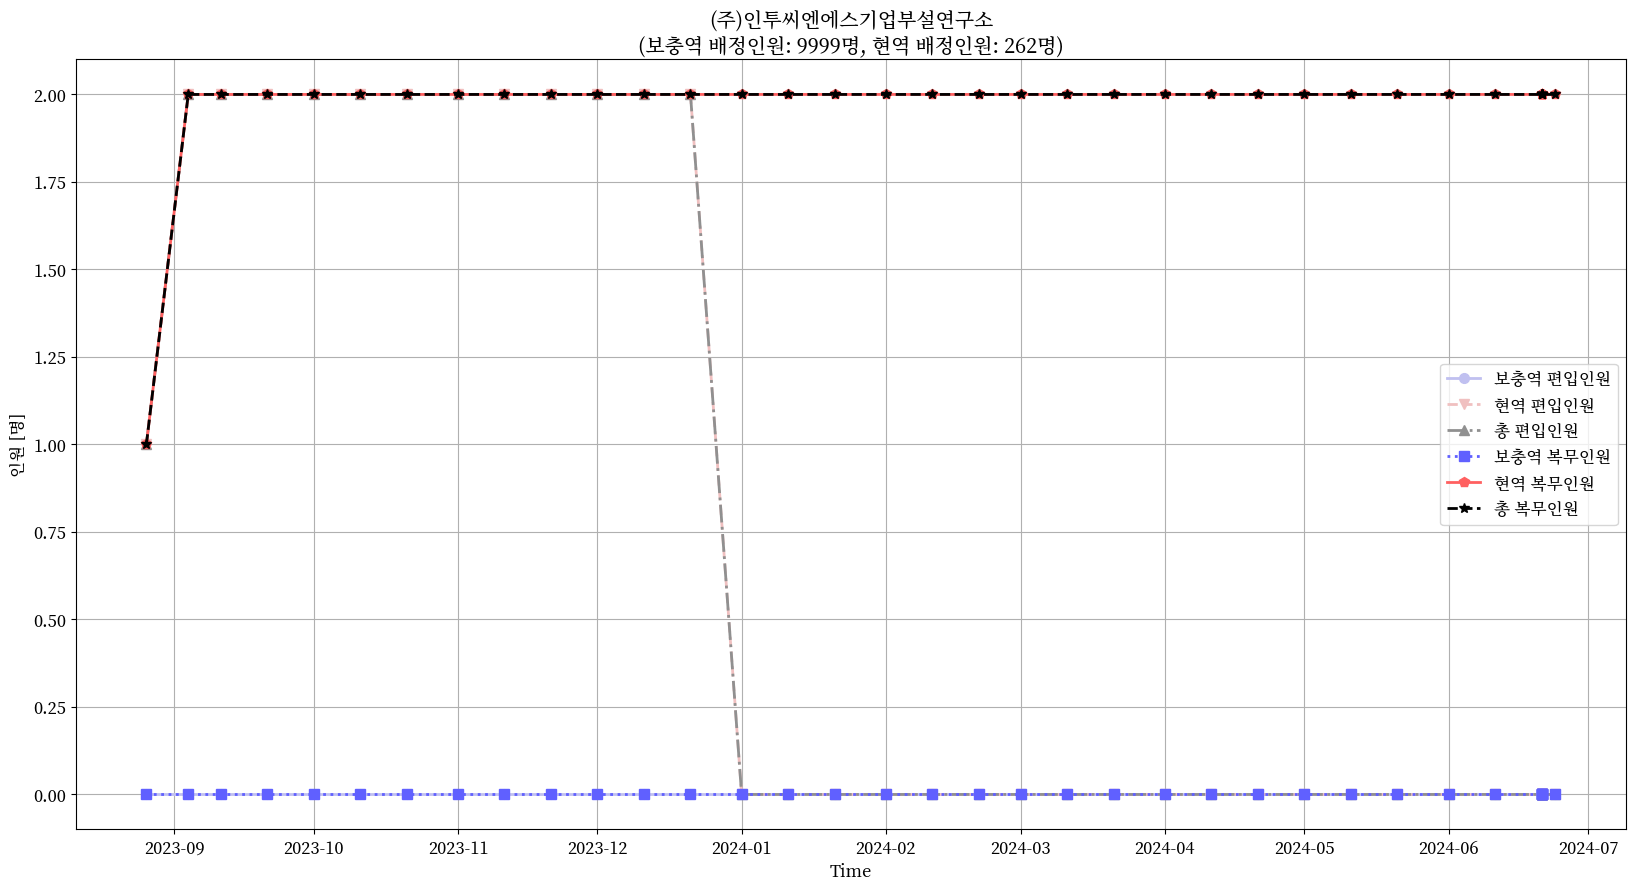 (주)인투씨엔에스기업부설연구소
(보충역 배정인원: 9999명, 현역 배정인원: 262명)
인원 [명]
2.00
1.75
1.50
1.25
1.00
0.75
0.50
0.25
0.00
보충역 편입인원
현역 편입인원
총 편입인원
보충역 복무인원
현역 복무인원
총 복무인원
2023-09
2023-10
2023-11
2023-12
2024-01
2024-02
2024-03
2024-04
2024-05
2024-06
2024-07
Time